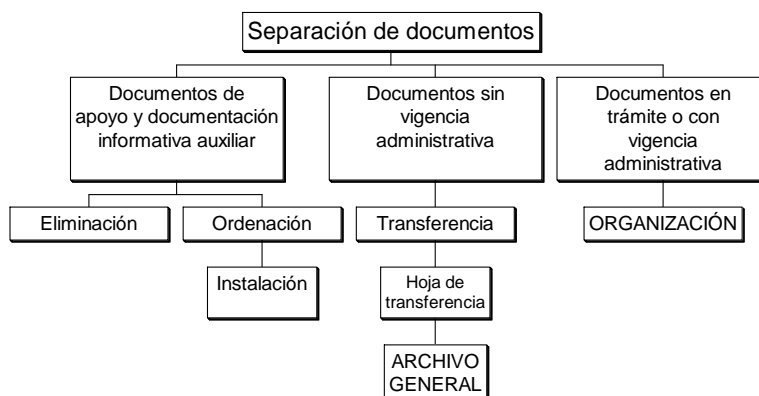 Separación de documentos
Documentos de
apoyo y documentación
informativa auxiliar
Documentos sin
vigencia
administrativa
Documentos en
trámite o con
vigencia
administrativa
Eliminación
Ordenación
Transferencia
ORGANIZACIÓN
Instalación
Hoja de
transferencia
ARCHIVO
GENERAL